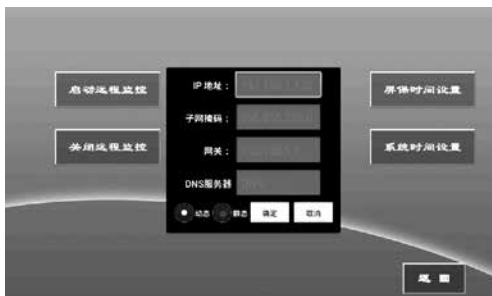 启动远程监控
关闭远程监控
IP 地址：
子网掩码：
网关：
DNS服务器
动态
静态
确定
取消
屏保时间设置
系统时间设置
返 回